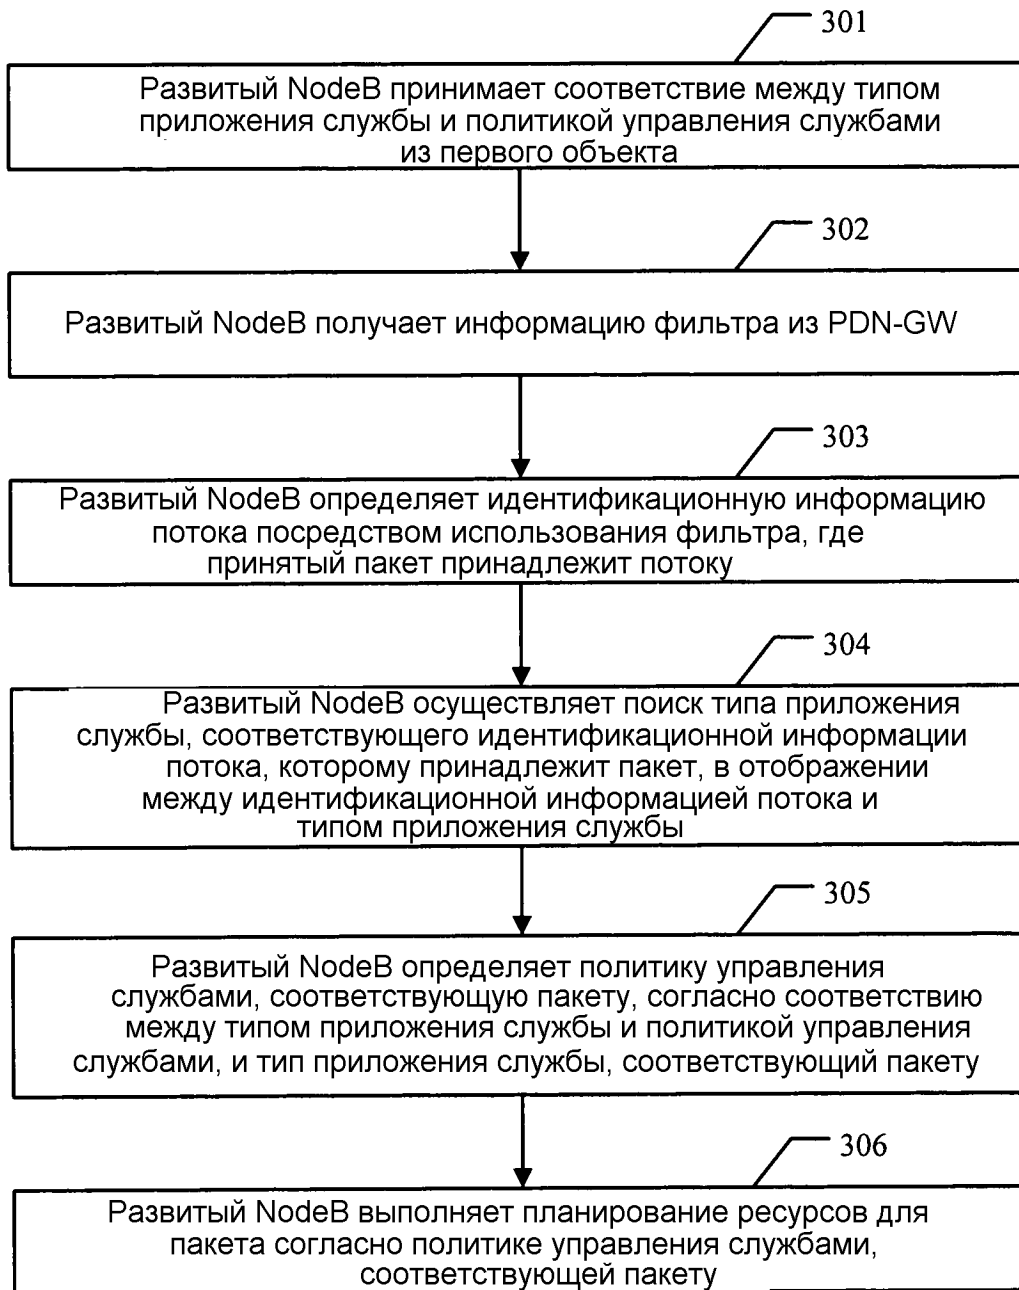 301
Развитый NodeB принимает соответствие между типом
приложения службы и политикой управления службами
из первого объекта
302
Развитый NodeB получает информацию фильтра из PDN-GW
303
Развитый NodeB определяет идентификационную информацию
потока посредством использования фильтра, где
принятый пакет принадлежит потоку
304
Развитый NodeB осуществляет поиск типа приложения
службы, соответствующего идентификационной информации
потока, которому принадлежит пакет, в отображении
между идентификационной информацией потока и
типом приложения службы
305
Развитый NodeB определяет политику управления
службами, соответствующую пакету, согласно соответствию
между типом приложения службы и политикой управления
службами, и тип приложения службы, соответствующий пакету
306
Развитый NodeB выполняет планирование ресурсов для
пакета согласно политике управления службами,
соответствующей пакету